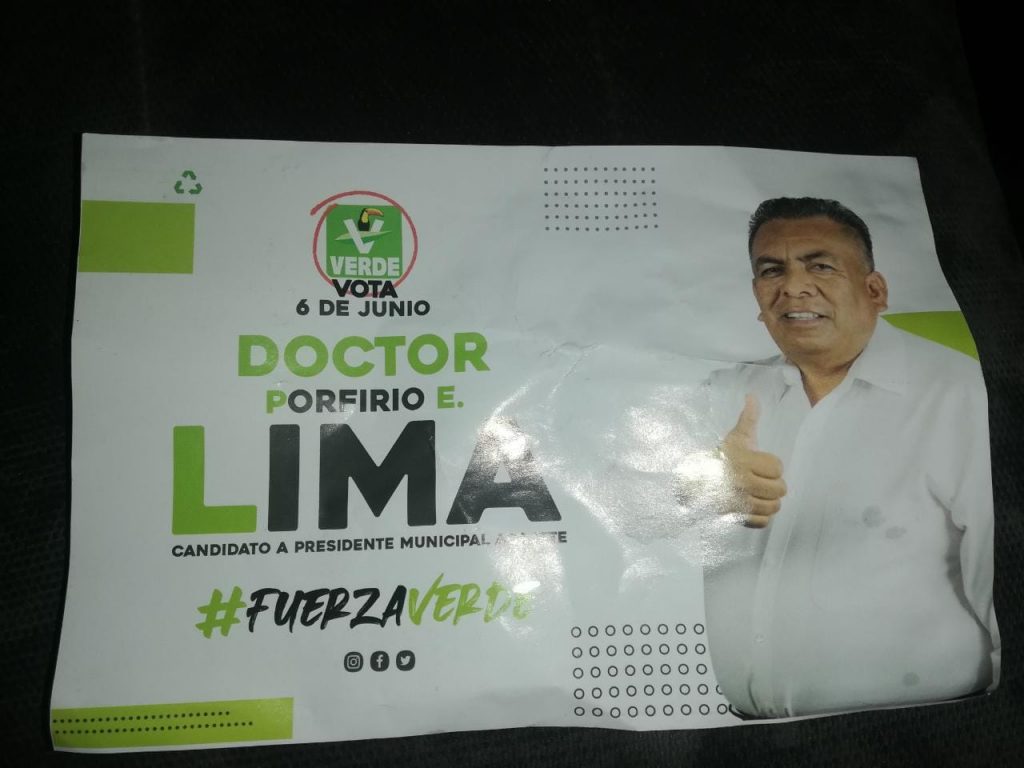 V
VERDE
VOTA
6 DE JUNIO
DOCTOR
PORFIRIO E.
LIMA
CANDIDATO A PRESIDENTE MUNICIPAL
#FUERZAVERDE